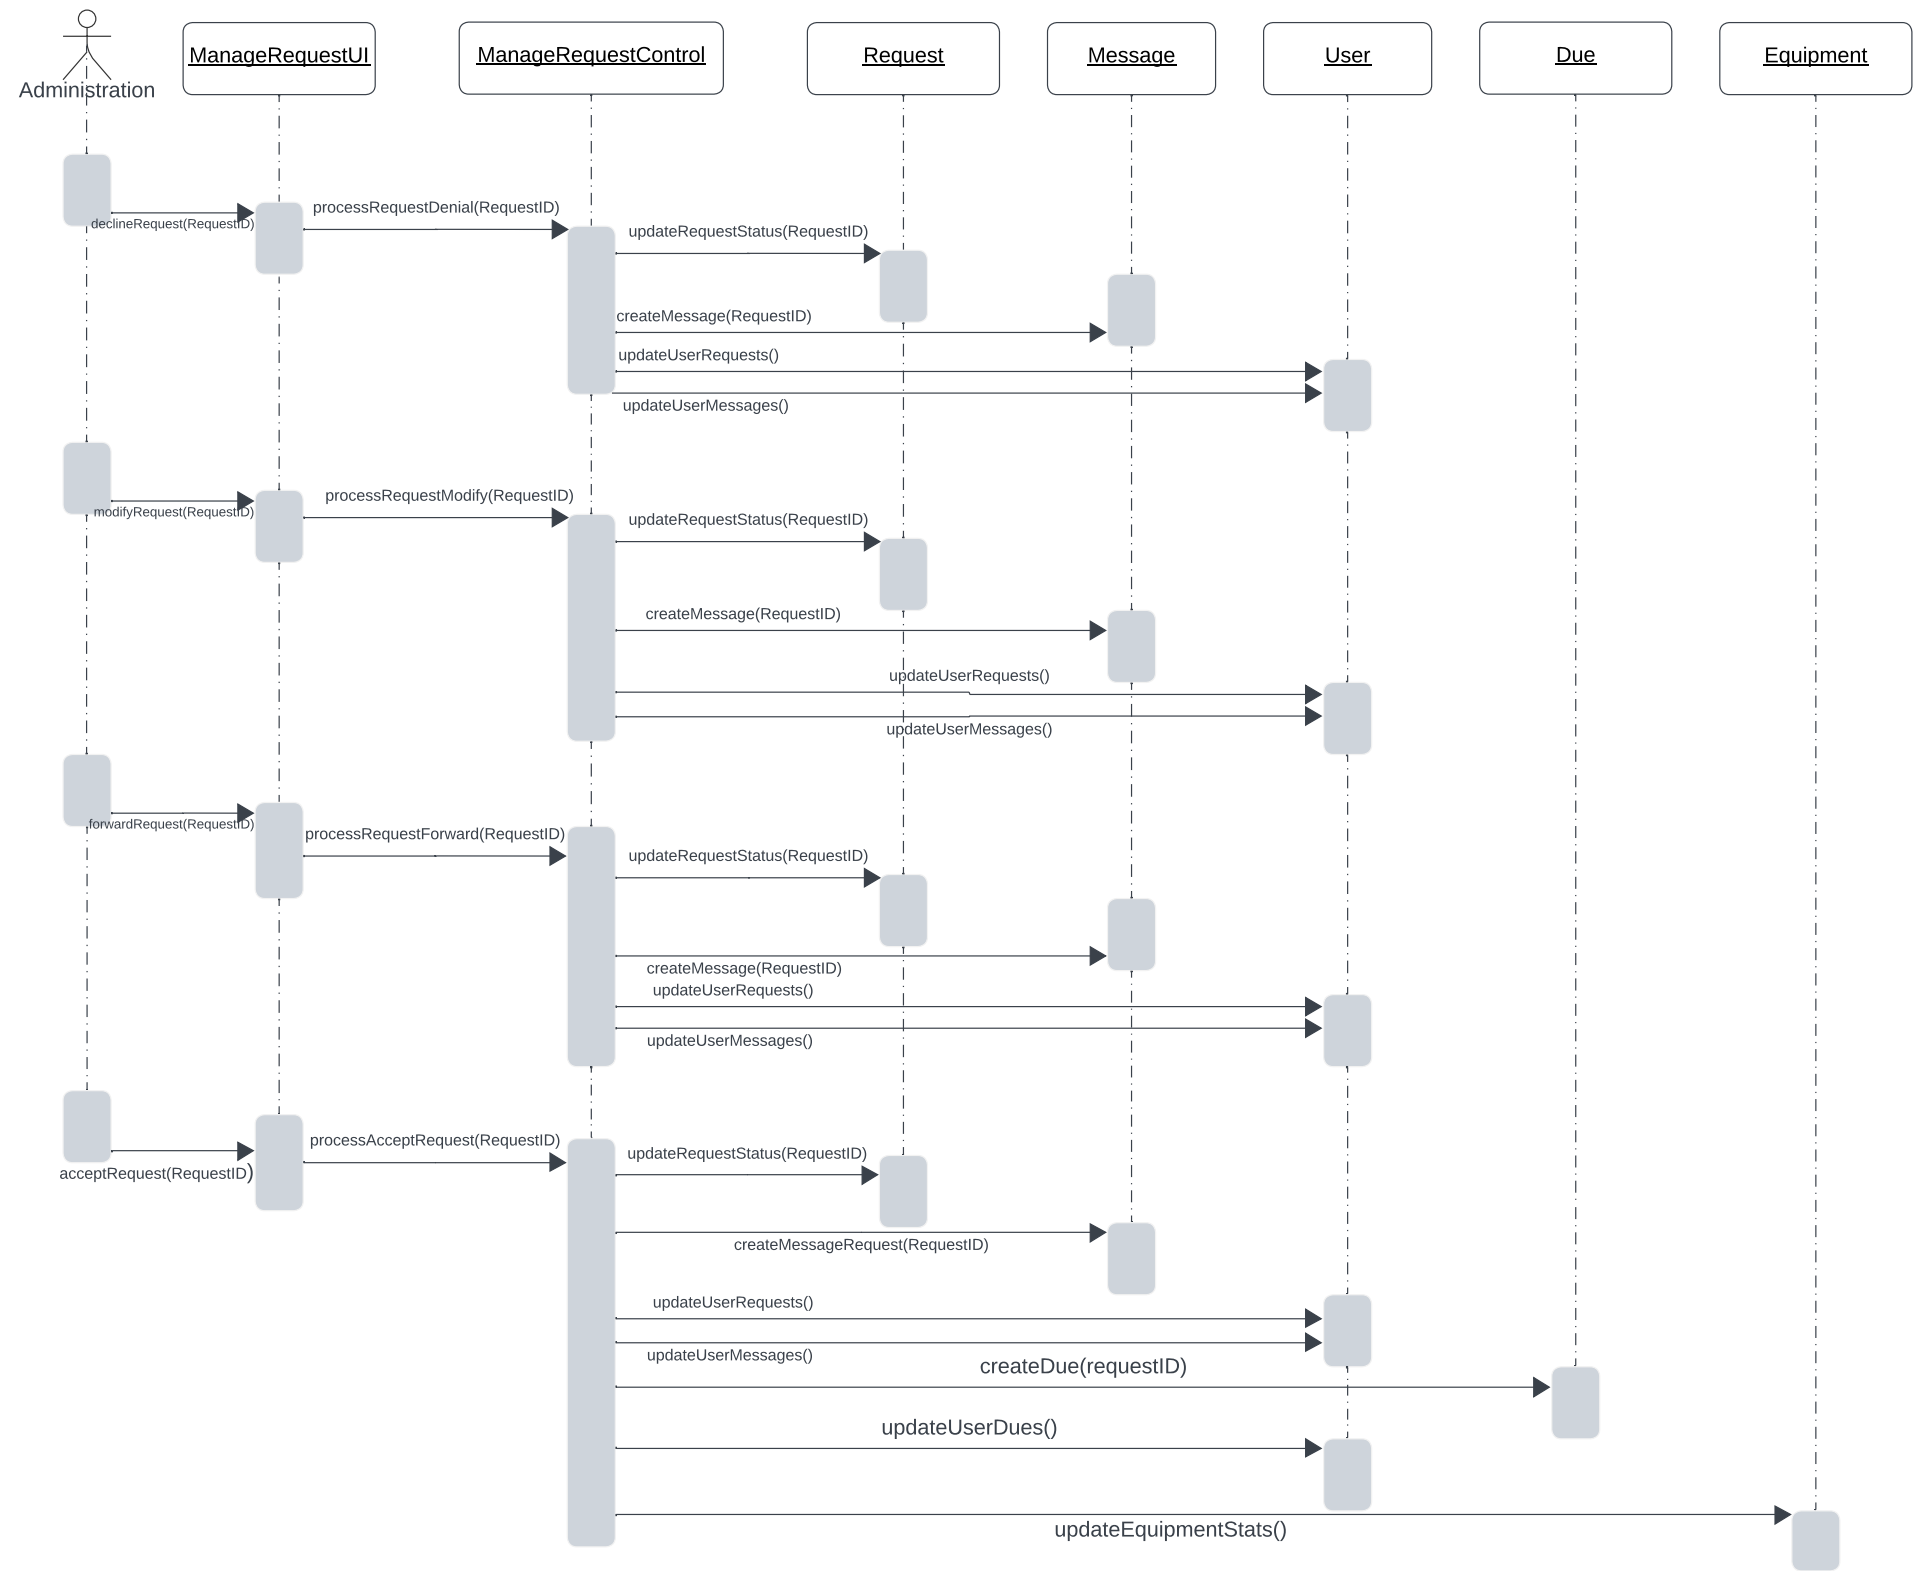 Administration
ManageRequestUI
ManageRequestControl
Request
Message
User
Due
Equipment
declineRequest(RequestID)
processRequestDenial(RequestID)
updateRequestStatus(RequestID)
createMessage(RequestID)
updateUserRequests()
updateUserMessages()
modifyRequest(RequestID)
processRequestModify(RequestID)
updateRequestStatus(RequestID)
createMessage(RequestID)
updateUserRequests()
updateUserMessages()
forwardRequest(RequestID)
processRequestForward(RequestID)
updateRequestStatus(RequestID)
createMessage(RequestID)
updateUserRequests()
updateUserMessages()
acceptRequest(RequestID)
processAcceptRequest(RequestID)
updateRequestStatus(RequestID)
createMessageRequest(RequestID)
updateUserRequests()
updateUserMessages()
createDue(requestID)
updateUserDues()
updateEquipmentStats()